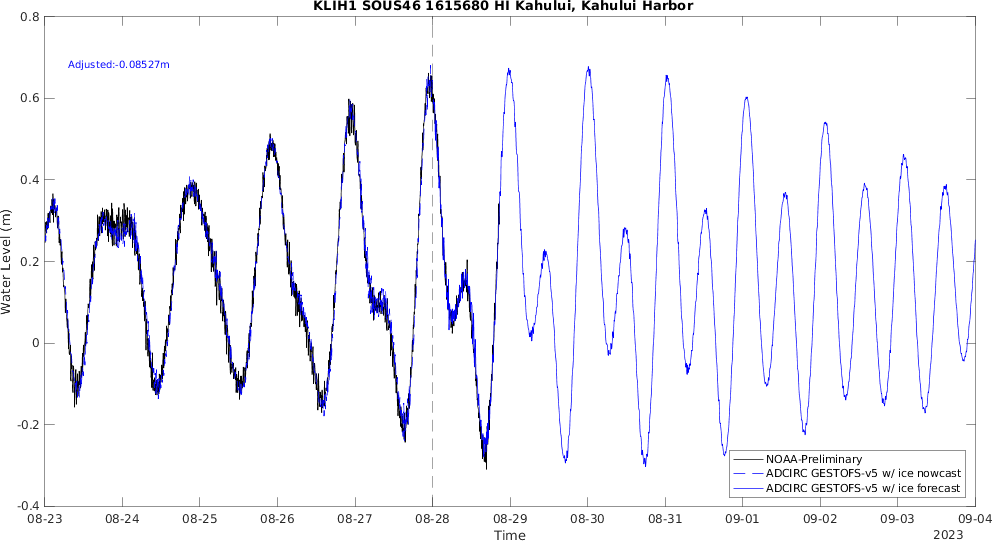 KLIH1 SOUS46 1615680 HI Kahului, Kahului Harbor
Adjusted:-0.08527m
Water Level (m)
0.8
0.6
0.4
0.2
0
-0.2
-0.4
NOAA-Preliminary
ADCIRC GESTOFS-v5 w/ ice nowcast
ADCIRC GESTOFS-v5 w/ ice forecast
08-23 08-24 08-25 08-26 08-27 08-28 08-29 08-30 08-31 09-01 09-02 09-03 09-04
Time
2023